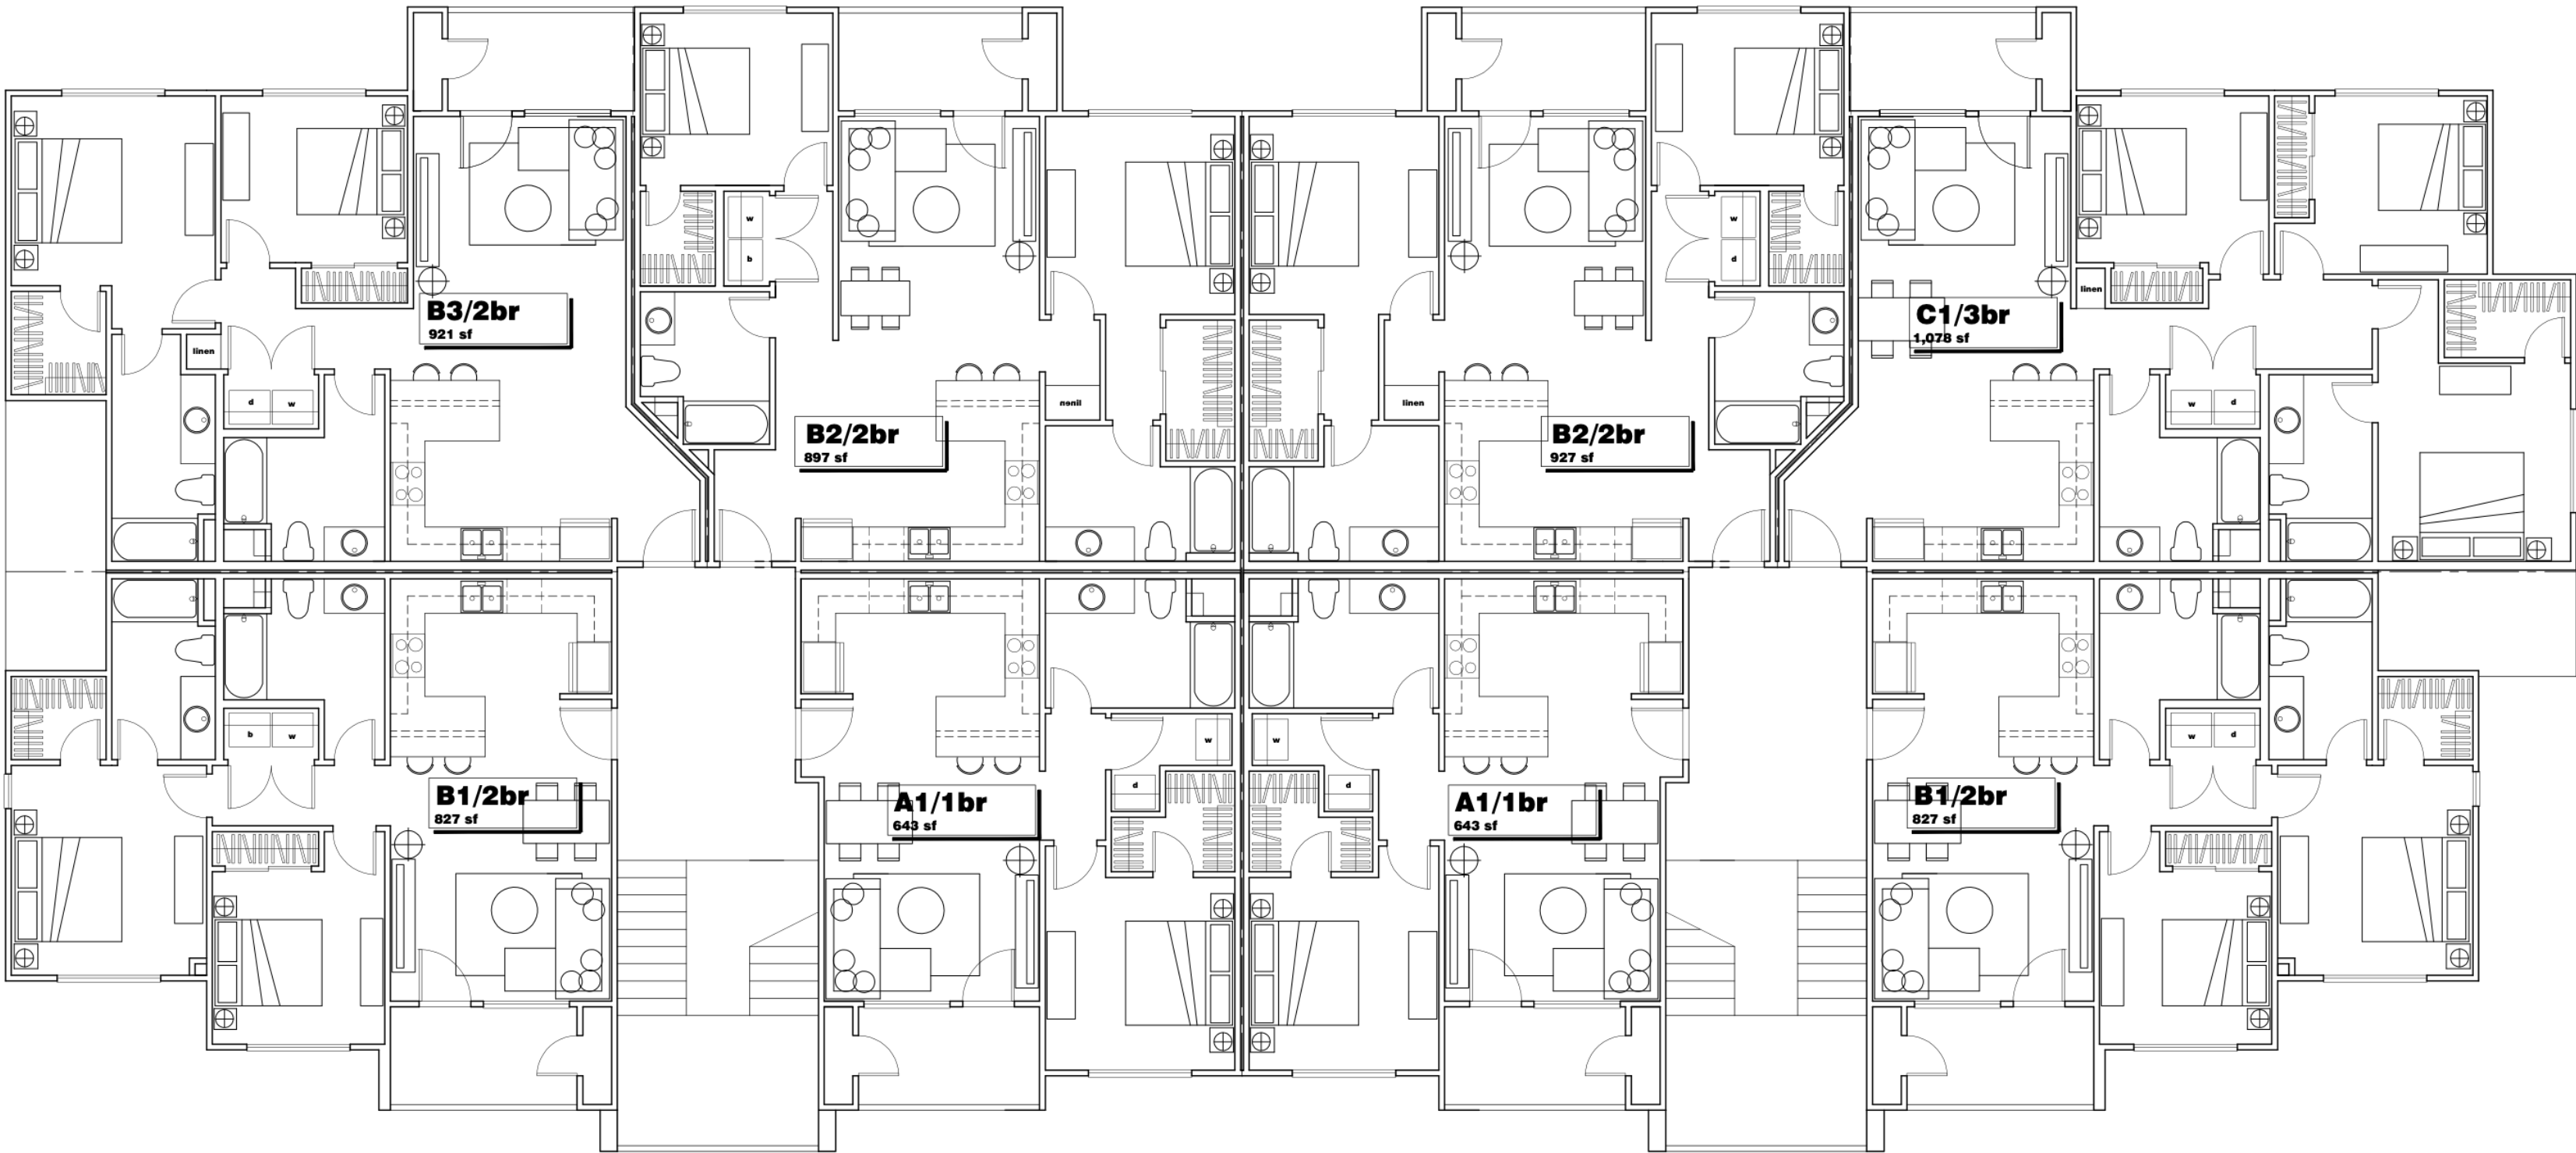 w
b
w
d
B3/2br
921 sf
linen
C1/3br
1,078 sf
linen
d
w
linen
linen
w
d
B2/2br
897 sf
B2/2br
927 sf
b
w
w
d
w
w
d
d
B1/2br
827 sf
A1/1br
643 sf
A1/1br
643 sf
B1/2br
827 sf